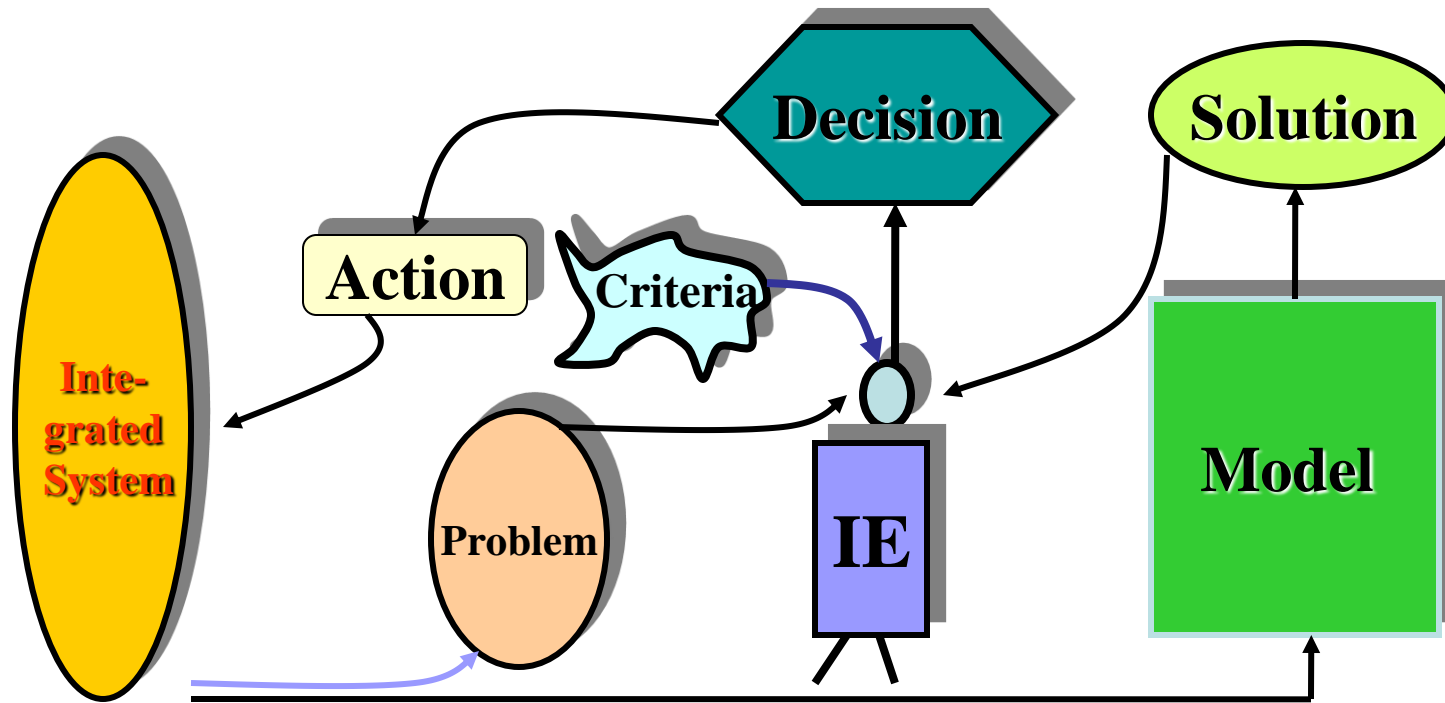 Decision
Solution
Action
Criteria
Inte-
grated
System
Problem
IE
Model